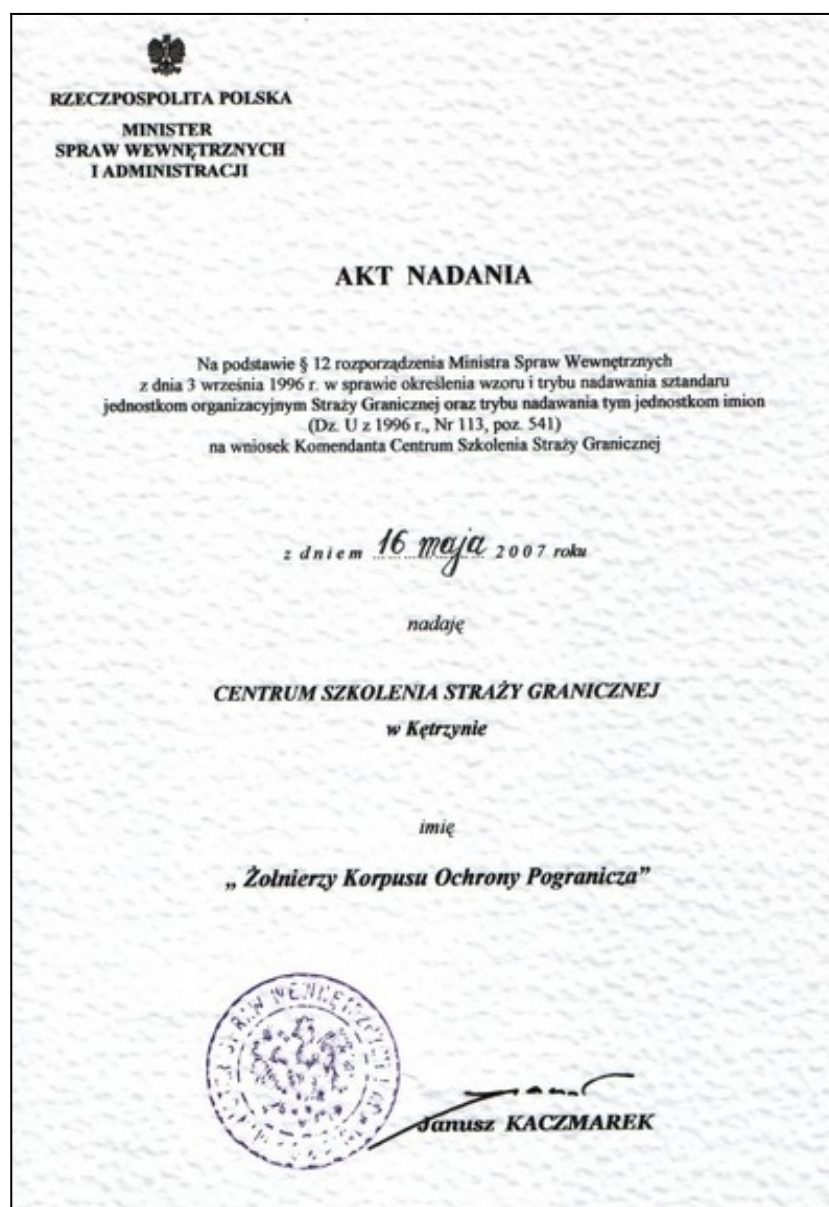 RZECZPOSPOLITA POLSKA
MINISTER
SPRAW WEWNĘTRZNYCH
I ADMINISTRACJI
AKT NADANIA
Na podstawie § 12 rozporządzenia Ministra Spraw Wewnętrznych
z dnia 3 września 1996 r. w sprawie określenia wzoru i trybu nadawania sztandaru
jednostkom organizacyjnym Straży Granicznej oraz trybu nadawania tym jednostkom imion
(Dz. U z 1996 r., Nr 113, poz. 541)
na wniosek Komendanta Centrum Szkolenia Straży Granicznej
z dniem 16 maja 2007 roku
nadaję
CENTRUM SZKOLENIA STRAŻY GRANICZNEJ
w Kętrzynie
imię
„ Żołnierzy Korpusu Ochrony Pogranicza”
SPRAW WEWNĘTRZNYCH I
Janusz KACZMAREK